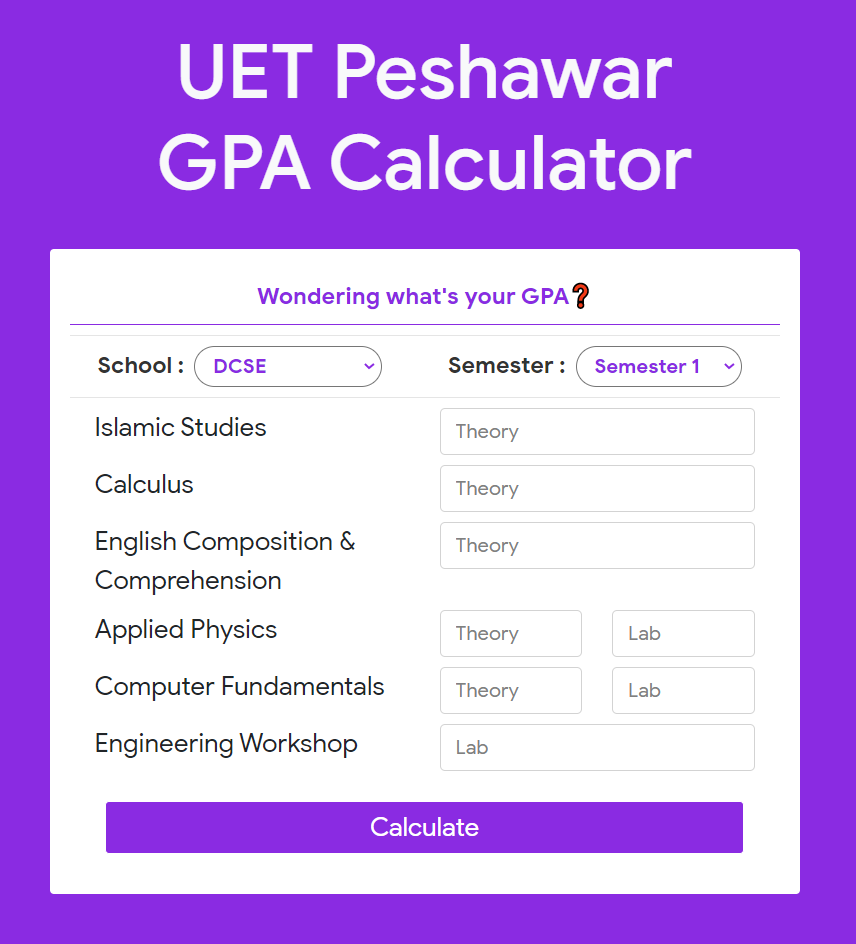 UET Peshawar
GPA Calculator
Wondering what's your GPA❓
School : DCSE Semester : Semester 1
Islamic Studies Theory
Calculus Theory
English Composition & Theory
Comprehension
Applied Physics Theory Lab
Computer Fundamentals Theory Lab
Engineering Workshop Lab
Calculate